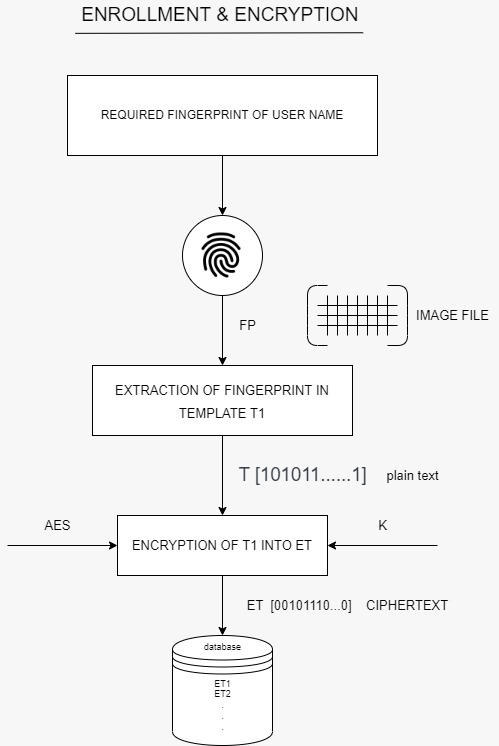 ENROLLMENT & ENCRYPTION
REQUIRED FINGERPRINT OF USER NAME
FP
IMAGE FILE
EXTRACTION OF FINGERPRINT IN
TEMPLATE T1
T [101011......1] plain text
AES
K
ENCRYPTION OF T1 INTO ET
ET [00101110...0] CIPHERTEXT
database
ET1
ET2
.
.
.